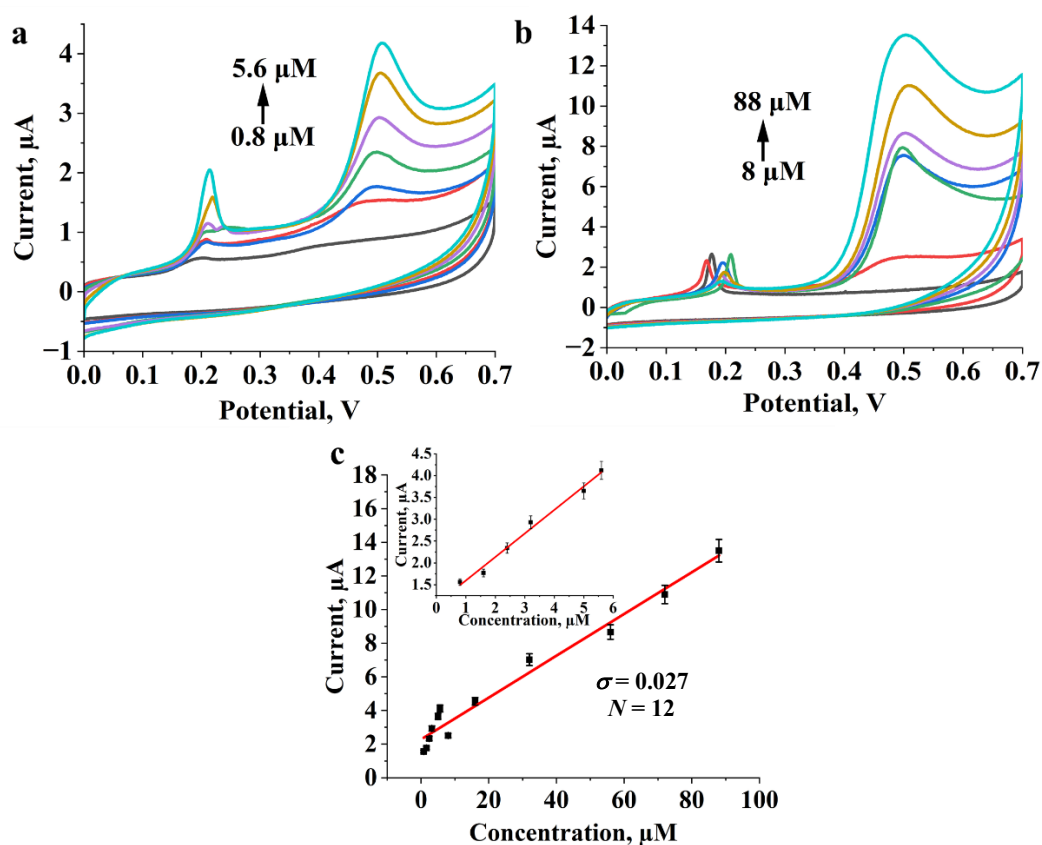 a
4
3
2
1
0
−1
5.6 μM
0.8 μM
0.0 0.1 0.2 0.3 0.4 0.5 0.6 0.7
Potential, V
Current, μA
b
14
12
10
8
6
4
2
0
−2
88 μM
8 μM
0.0 0.1 0.2 0.3 0.4 0.5 0.6 0.7
Potential, V
Current, μA
c
18
16
14
12
10
8
6
4
2
0
Current, μA
4.5
4.0
3.5
3.0
2.5
2.0
1.5
Current, μA
0 1 2 3 4 5 6
Concentration, μM
σ = 0.027
N = 12
0 20 40 60 80 100
Concentration, μM